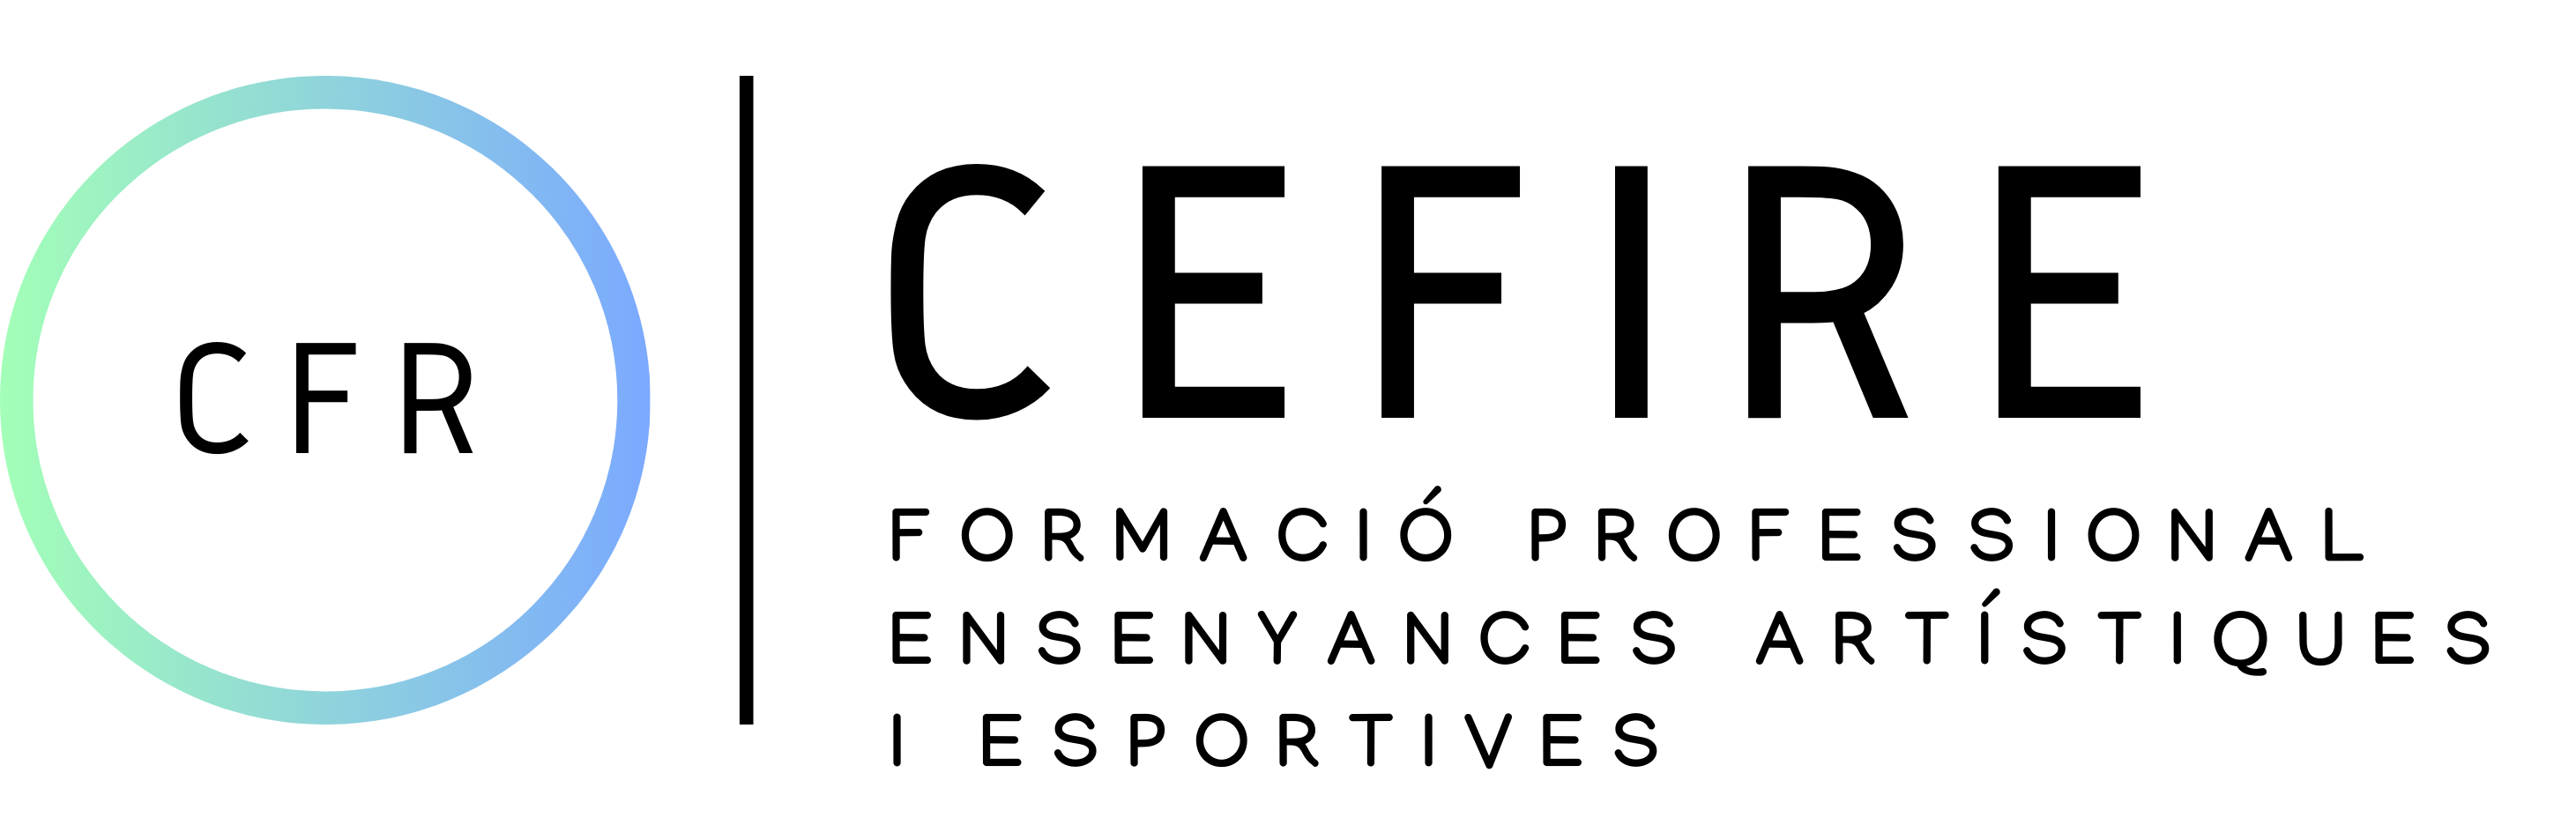 CFR
CEFIRE
FORMACIÓ PROFESSIONAL
ENSENYANCES ARTÍSTIQUES
I ESPORTIVES